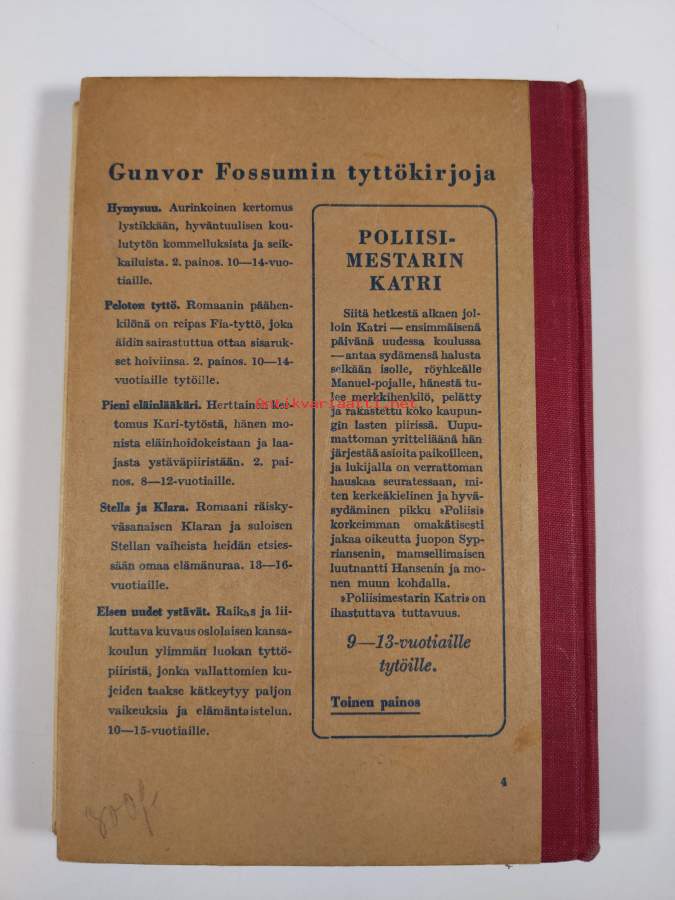 Gunvor Fossumin tyttökirjoja
Hymysuu. Aurinkoinen kertomus
lystikkään, hyväntuulisen kou-
lutytön kommelluksista ja seik-
kailuista. 2. painos. 10—14-vuo-
tiaille.
Peloton tyttö. Romaanin päähen-
kilönä on reipas Fia-tyttö, joka
äidin sairastuttua ottaa sisaruk-
set hoiviinsa. 2. painos. 10—14-
vuotiaille tytöille.
Pieni eläinlääkäri. Herttainen ker-
tomus Kari-tytöstä, hänen mo-
nista eläinhoidokeistaan ja laa-
jasta ystäväpiiristään. 2. pai-
nos. 8—12-vuotiaille.
Stella ja Klara. Romaani räisky-
väsanaisen Klaran ja suloisen
Stellan vaiheista heidän etsies-
sään omaa elämänuraa. 13—16-
vuotiaille.
Elsen uudet ystävät. Raikas ja lii-
kuttava kuvaus oslolaisen kansa-
koulun ylimmän luokan tyttö-
piiristä, jonka vallattomien ku-
jeiden taakse kätkeytyy paljon
vaikeuksia ja elämäntaistelua.
10—15-vuotiaille.
POLIISI-
MESTARIN
KATRI
Siitä hetkestä alkaen jol-
loin Katri — ensimmäisenä
päivänä uudessa koulussa
—antaa sydämensä halusta
selkään isolle, röyhkeälle
Manuel-pojalle, hänestä tu-
lee merkkihenkilö, pelätty
ja rakastettu koko kaupun-
gin lasten piirissä. Uupu-
mattoman yritteliäänä hän
järjestää asioita paikoilleen,
ja lukijalla on verrattoman
hauskaa seuratessaan, mi-
ten kerkeäkielinen ja hyvä-
sydäminen pikku »Poliisi»
korkeimman omakätisesti
jakaa oikeutta juopon Syp-
riansenin, mamsellimaisen
luutnantti Hansenin ja mo-
nen muun kohdalla.
»Poliisimestarin Katri» on
ihastuttava tuttavuus.
9—13-vuotiaille
tytöille.
Toinen painos
4
Antikvariaatti.net